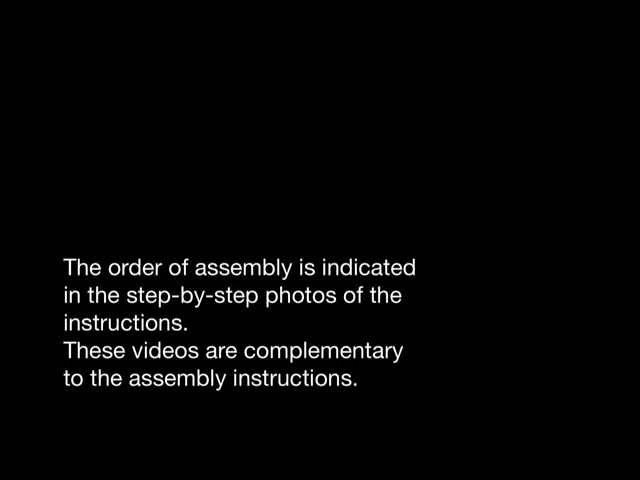 The order of assembly is indicated
in the step-by-step photos of the
instructions.
These videos are complementary
to the assembly instructions.